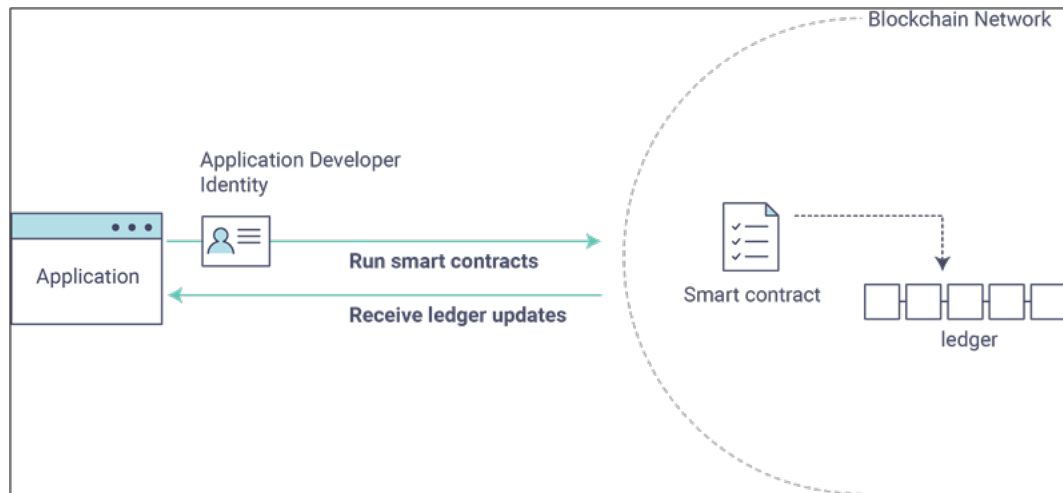 Blockchain Network
Application Developer
Identity
Application
Run smart contracts
Receive ledger updates
Smart contract
ledger